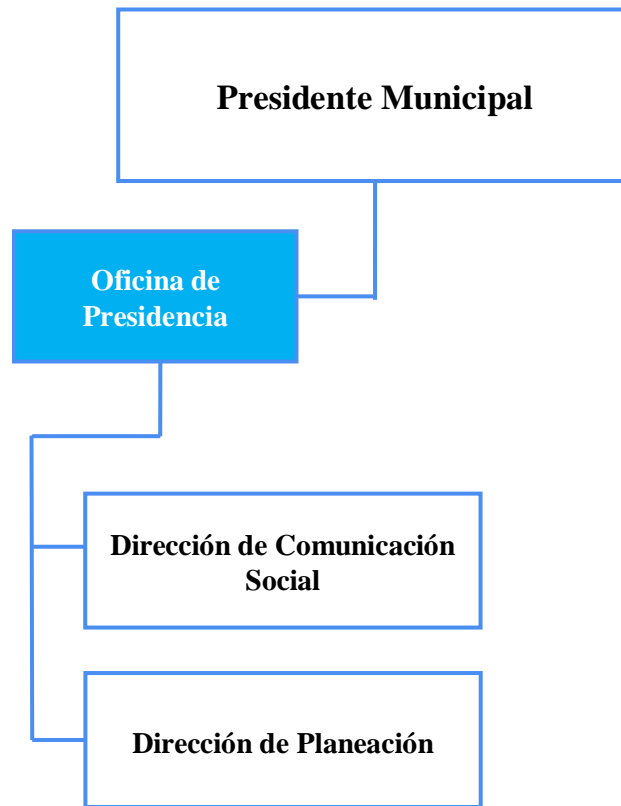 Presidente Municipal
Oficina de
Presidencia
Dirección de Comunicación
Social
Dirección de Planeación